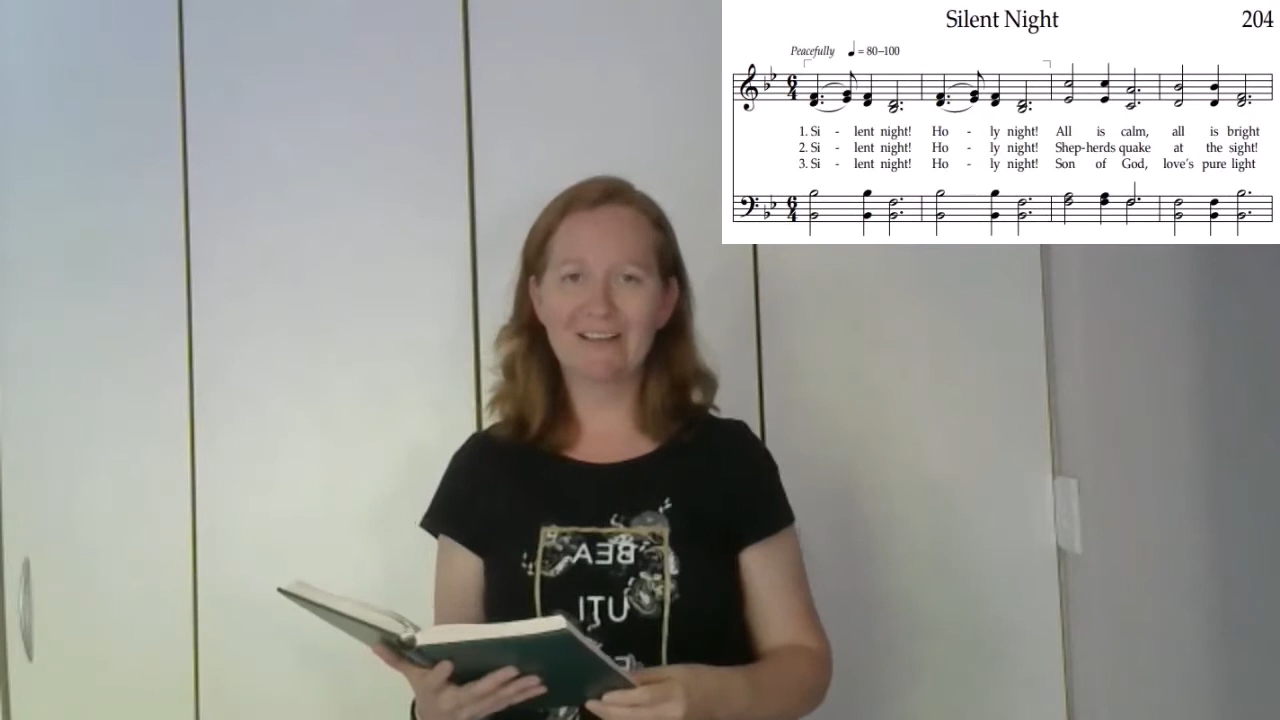 Silent Night 204
Peacefully ♩ = 80–100
6 4
1. Si - lent night! Ho - ly night! All is calm, all is bright
2. Si - lent night! Ho - ly night! Shep-herds quake at the sight!
3. Si - lent night! Ho - ly night! Son of God, love's pure light
6 4
BEA
UTI